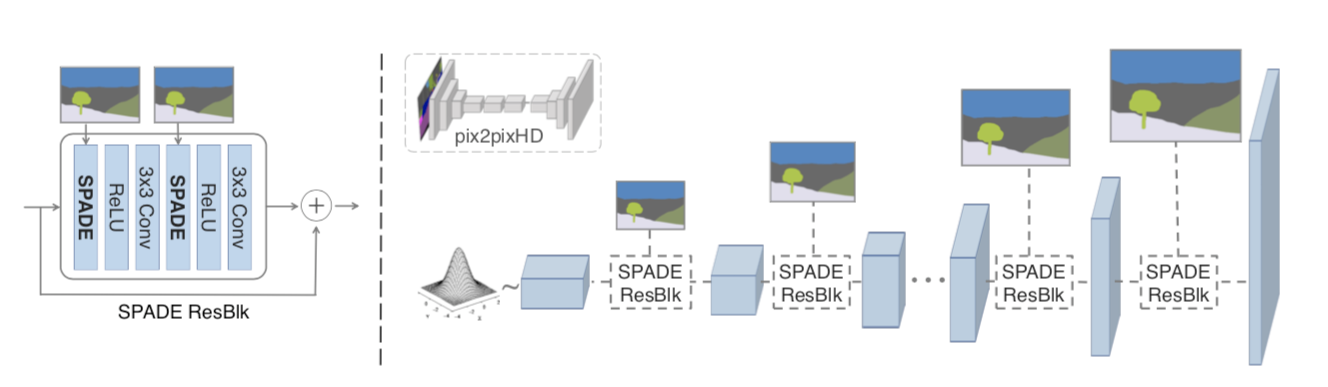 SPADE
ReLU
3x3 Conv
SPADE
ReLU
3x3 Conv
+
SPADE ResBlk
pix2pixHD
~
SPADE
ResBlk
SPADE
ResBlk
...
SPADE
ResBlk
SPADE
ResBlk